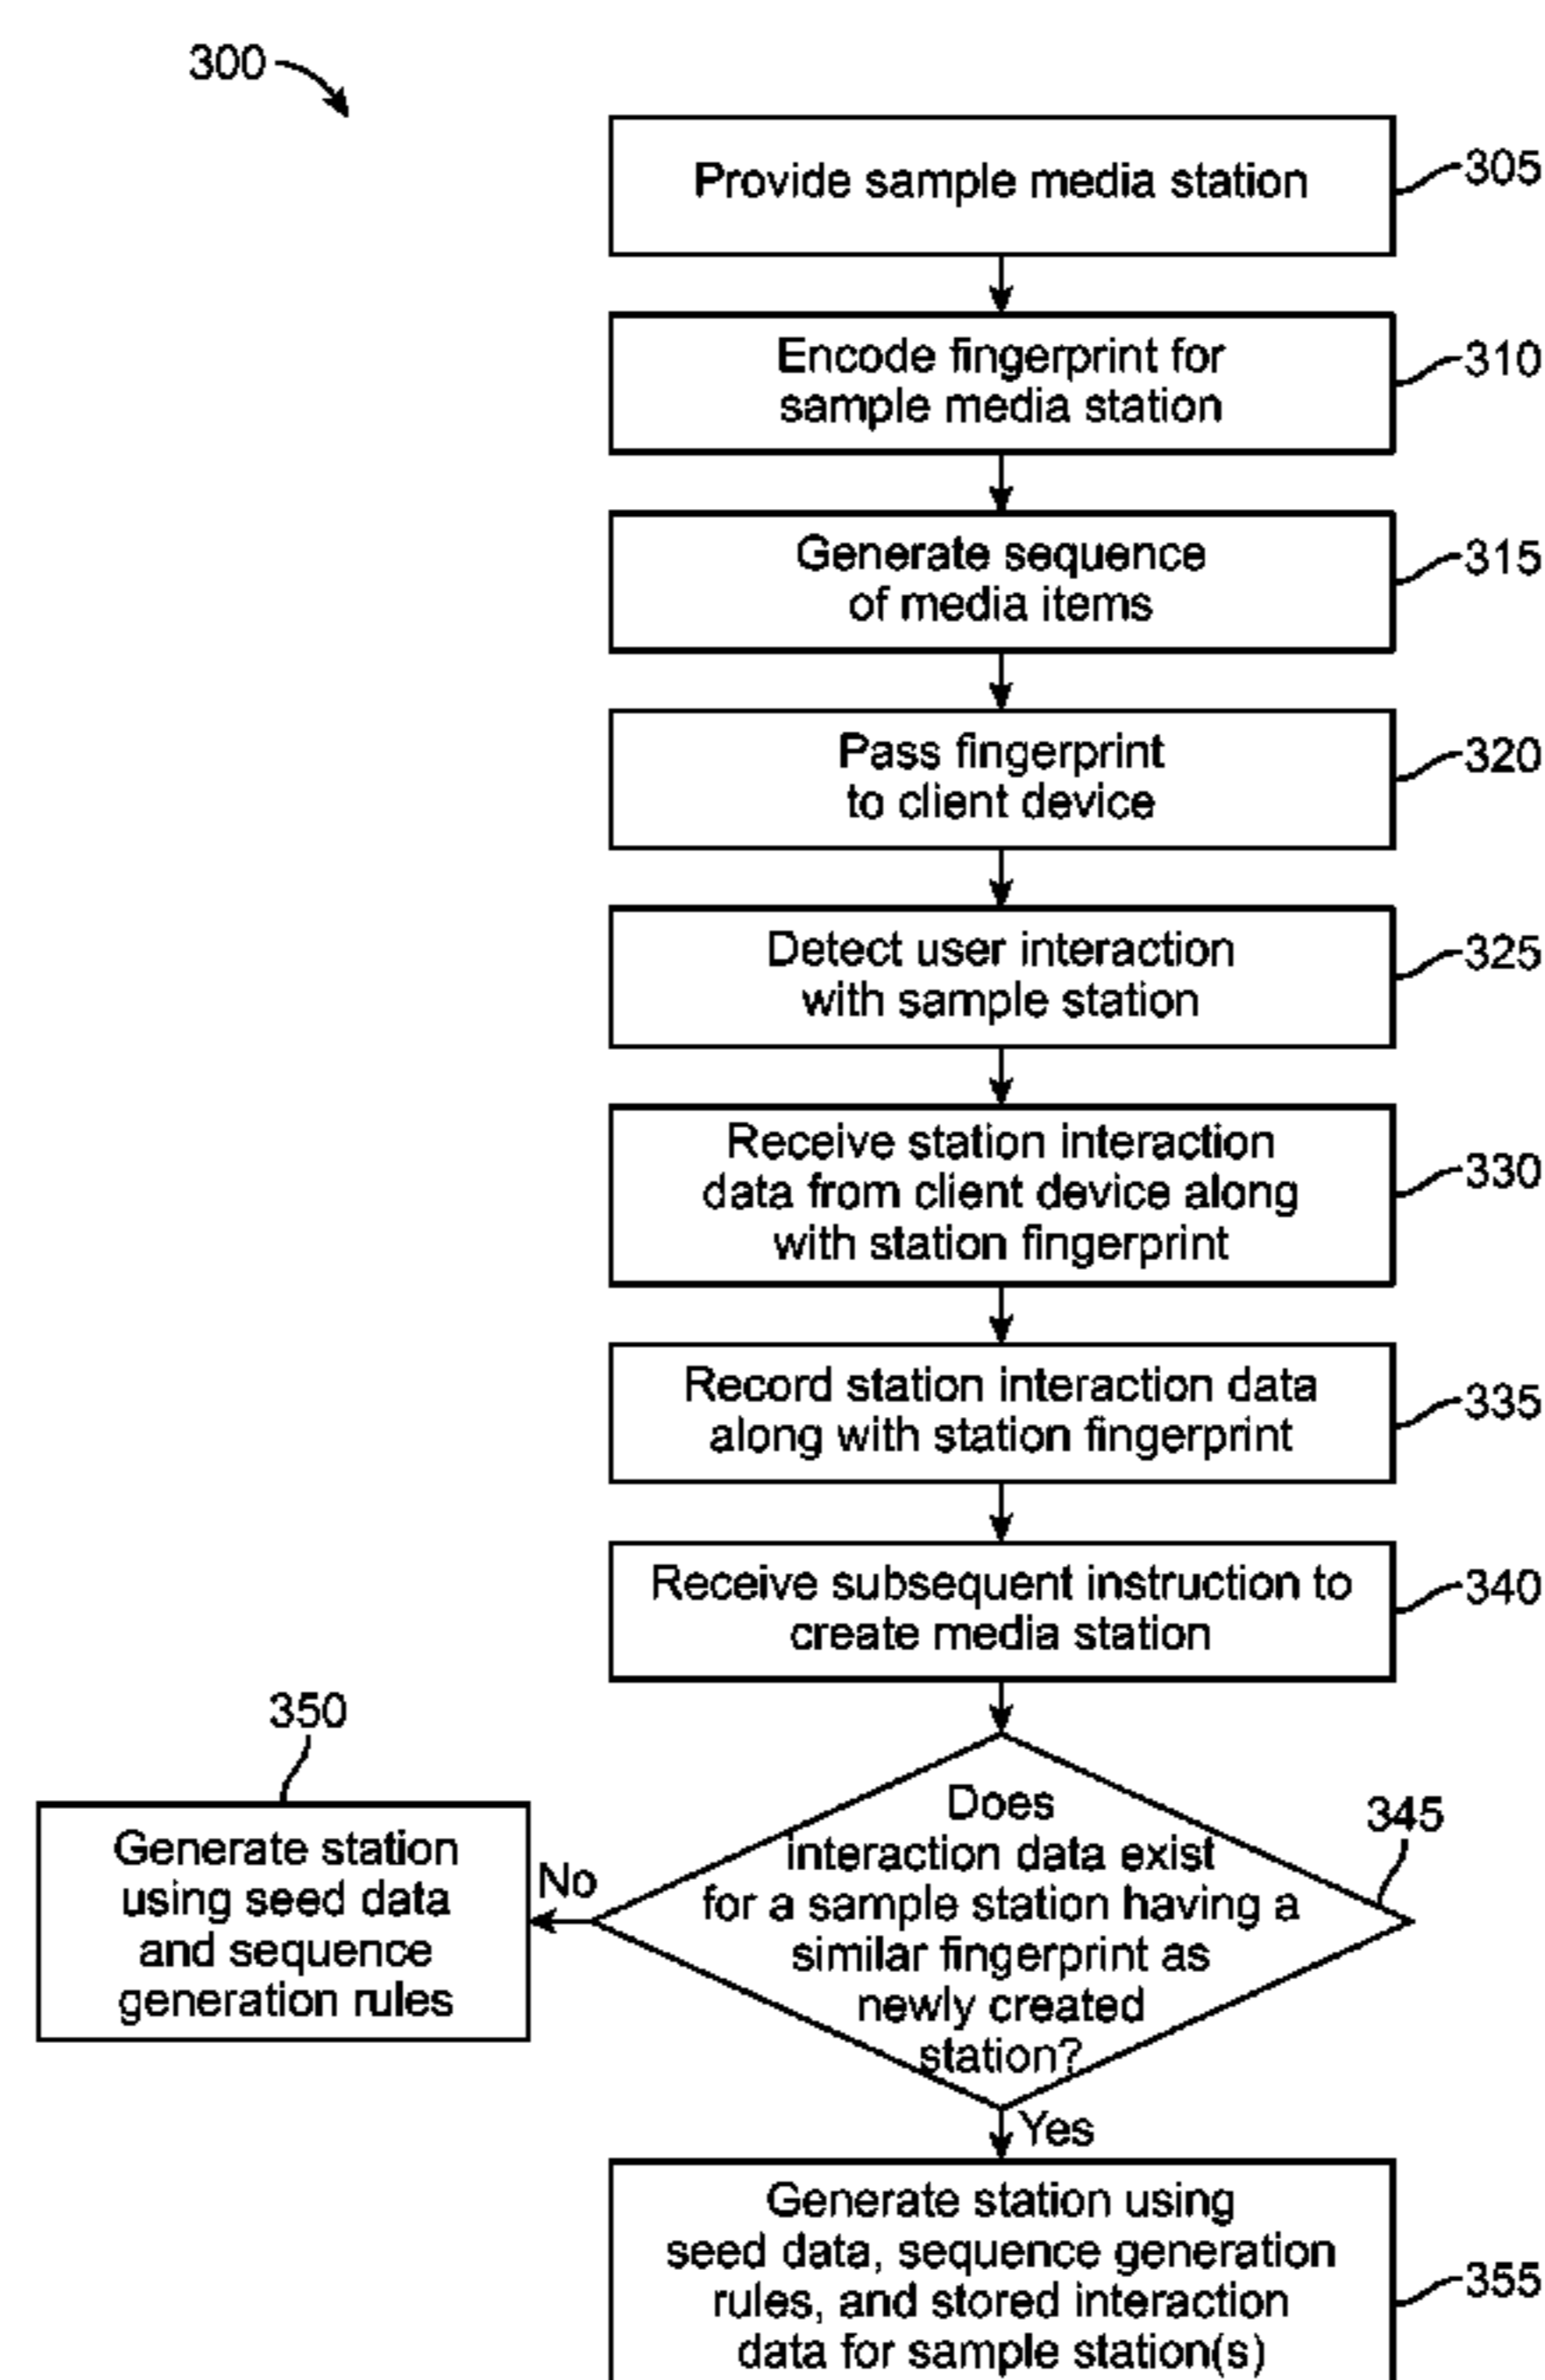 300
Provide sample media station
305
Encode fingerprint for
sample media station
310
Generate sequence
of media items
315
Pass fingerprint
to client device
320
Detect user interaction
with sample station
325
Receive station interaction
data from client device along
with station fingerprint
330
Record station interaction data
along with station fingerprint
335
Receive subsequent instruction to
create media station
340
Does
interaction data exist
for a sample station having a
similar fingerprint as
newly created
station?
345
No
350
Generate station
using seed data
and sequence
generation rules
Yes
Generate station using
seed data, sequence generation
rules, and stored interaction
data for sample station(s)
355